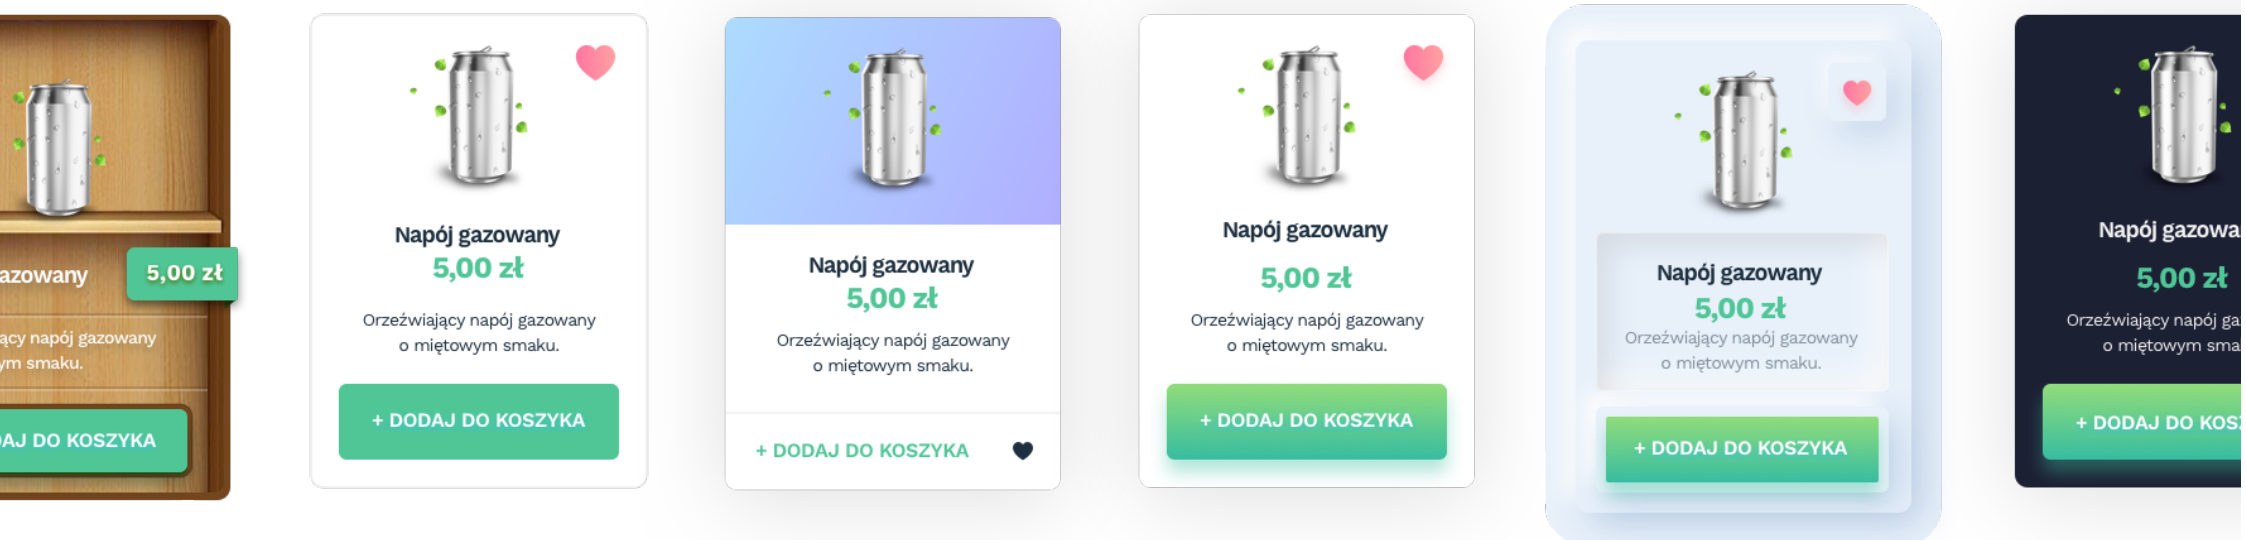 azowany
5,00 zł
ący napój gazowany
ym smaku.
AJ DO KOSZYKA
Napój gazowany
5,00 zł
Orzeźwiający napój gazowany
o miętowym smaku.
+ DODAJ DO KOSZYKA
Napój gazowany
5,00 zł
Orzeźwiający napój gazowany
o miętowym smaku.
+ DODAJ DO KOSZYKA
Napój gazowany
5,00 zł
Orzeźwiający napój gazowany
o miętowym smaku.
+ DODAJ DO KOSZYKA
Napój gazowany
5,00 zł
Orzeźwiający napój gazowany
o miętowym smaku.
+ DODAJ DO KOSZYKA
Napój gazowa
5,00 zł
Orzeźwiający napój ga
o miętowym sma
+ DODAJ DO KOS